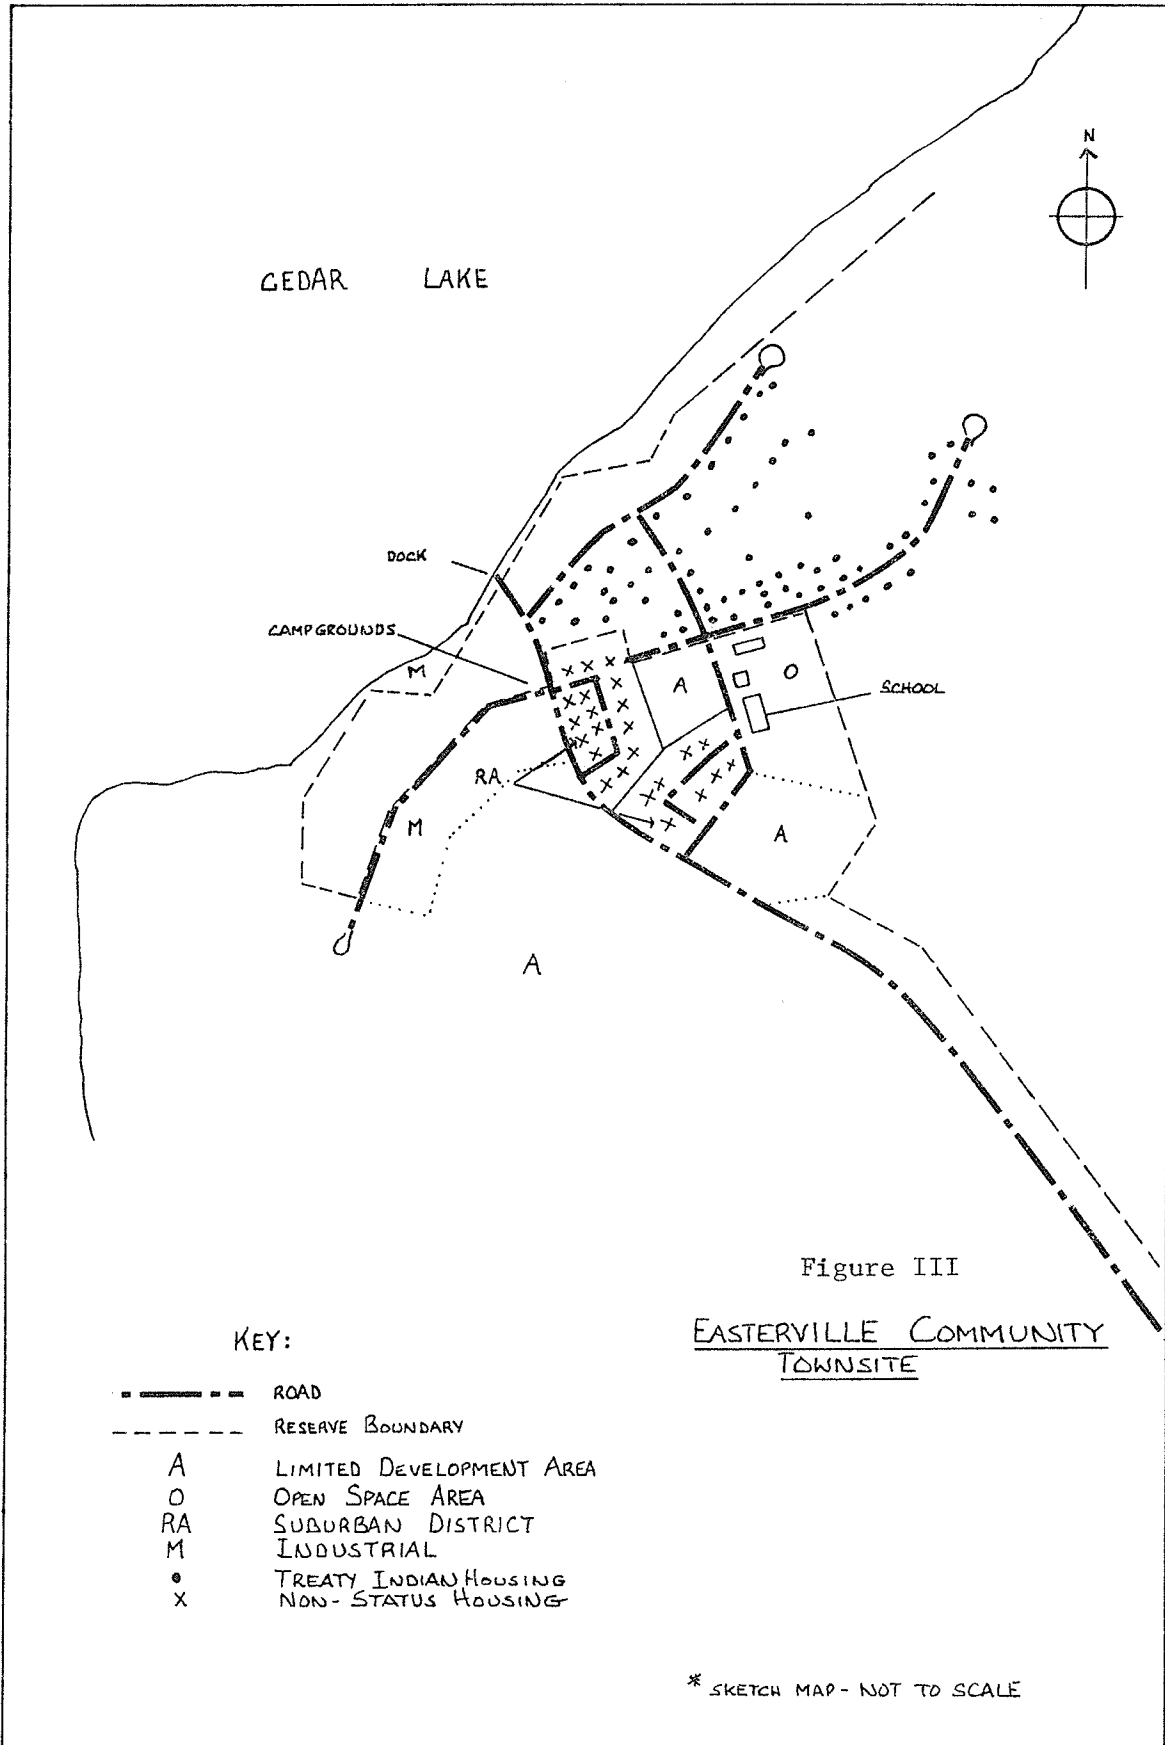 N
CEDAR LAKE
DOCK
CAMPGROUNDS
M
A
O
SCHOOL
RA
M
A
A
Figure III
EASTERVILLE COMMUNITY
TOWNSITE
KEY:
ROAD
RESERVE BOUNDARY
A LIMITED DEVELOPMENT AREA
O OPEN SPACE AREA
RA SUBURBAN DISTRICT
M INDUSTRIAL
• TREATY INDIAN HOUSING
X NON-STATUS HOUSING
* SKETCH MAP - NOT TO SCALE